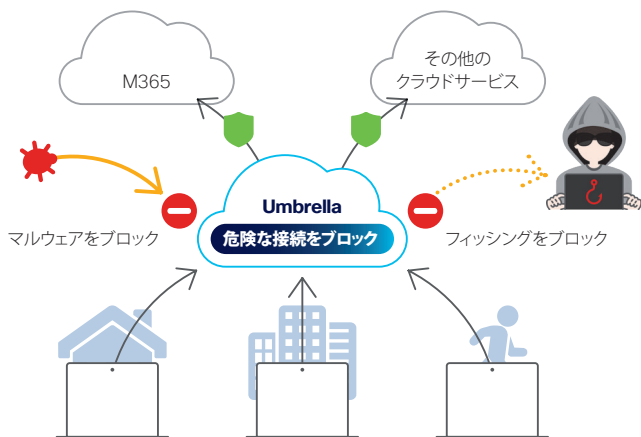 M365
その他の
クラウドサービス
Umbrella
危険な接続をブロック
マルウェアをブロック
フィッシングをブロック